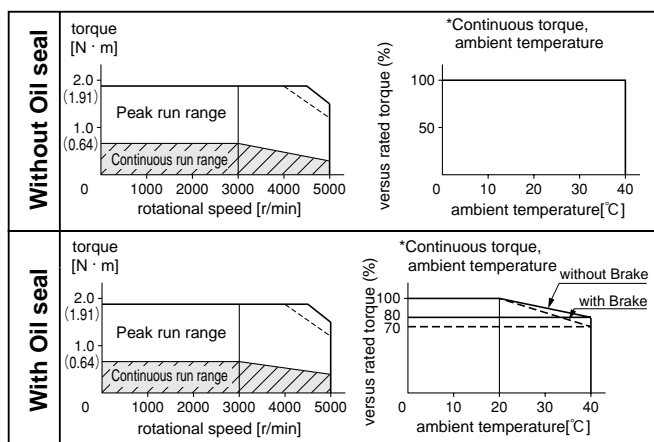 Without Oil seal
torque
[N · m]
2.0
(1.91)
1.0
(0.64)
Peak run range
Continuous run range
0 1000 2000 3000 4000 5000
rotational speed [r/min]
*Continuous torque,
ambient temperature
versus rated torque (%)
100
50
0 10 20 30 40
ambient temperature[℃]
With Oil seal
torque
[N · m]
2.0
(1.91)
1.0
(0.64)
Peak run range
Continuous run range
0 1000 2000 3000 4000 5000
rotational speed [r/min]
*Continuous torque,
ambient temperature
without Brake
with Brake
versus rated torque (%)
100
80
70
0 10 20 30 40
ambient temperature[℃]